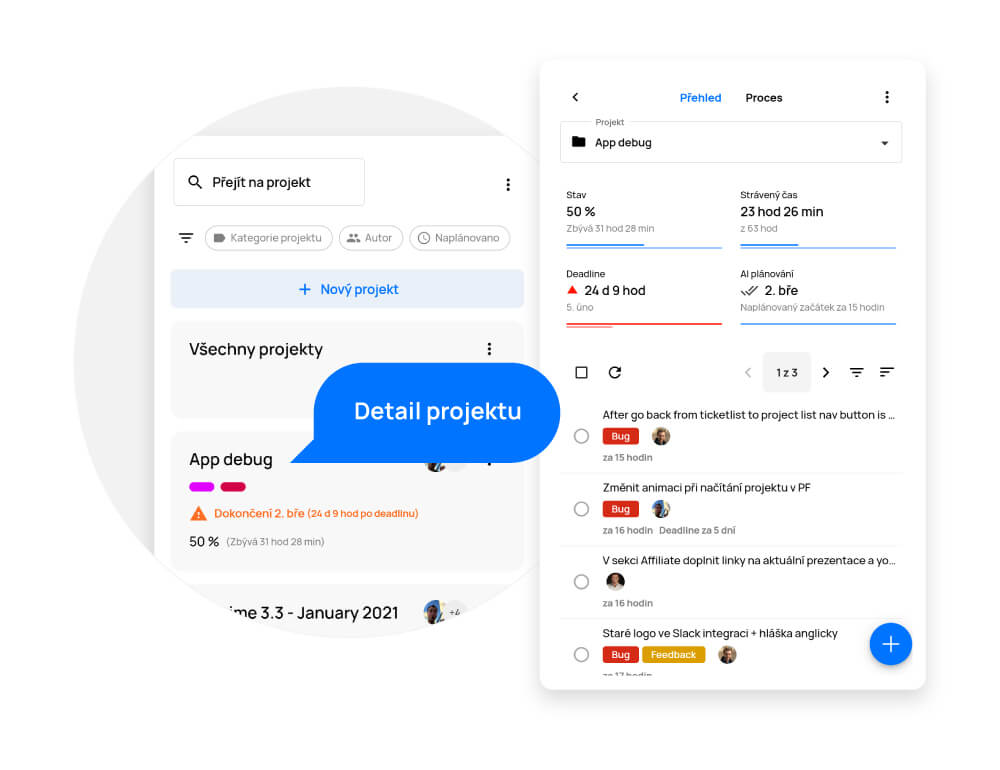 Přejít na projekt
Kategorie projektu
Autor
Naplánováno
+ Nový projekt
Všechny projekty
Detail projektu
App debug
Dokončení 2. bře (24 d 9 hod po deadlinu)
50 % (Zbývá 31 hod 28 min)
me 3.3 - January 2021
+4
Přehled
Proces
Projekt
App debug
Stav
50 %
Zbývá 31 hod 28 min
Strávený čas
23 hod 26 min
z 63 hod
Deadline
24 d 9 hod
5. úno
AI plánování
2. bře
Naplánovaný začátek za 15 hodin
1 z 3
After go back from ticketlist to project list nav button is ...
Bug
za 15 hodin
Změnit animaci při načítání projektu v PF
Bug
za 16 hodin Deadline za 5 dní
V sekci Affiliate doplnit linky na aktuální prezentace a yo...
za 16 hodin
Staré logo ve Slack integraci + hláška anglicky
Bug Feedback
za 17 hodin